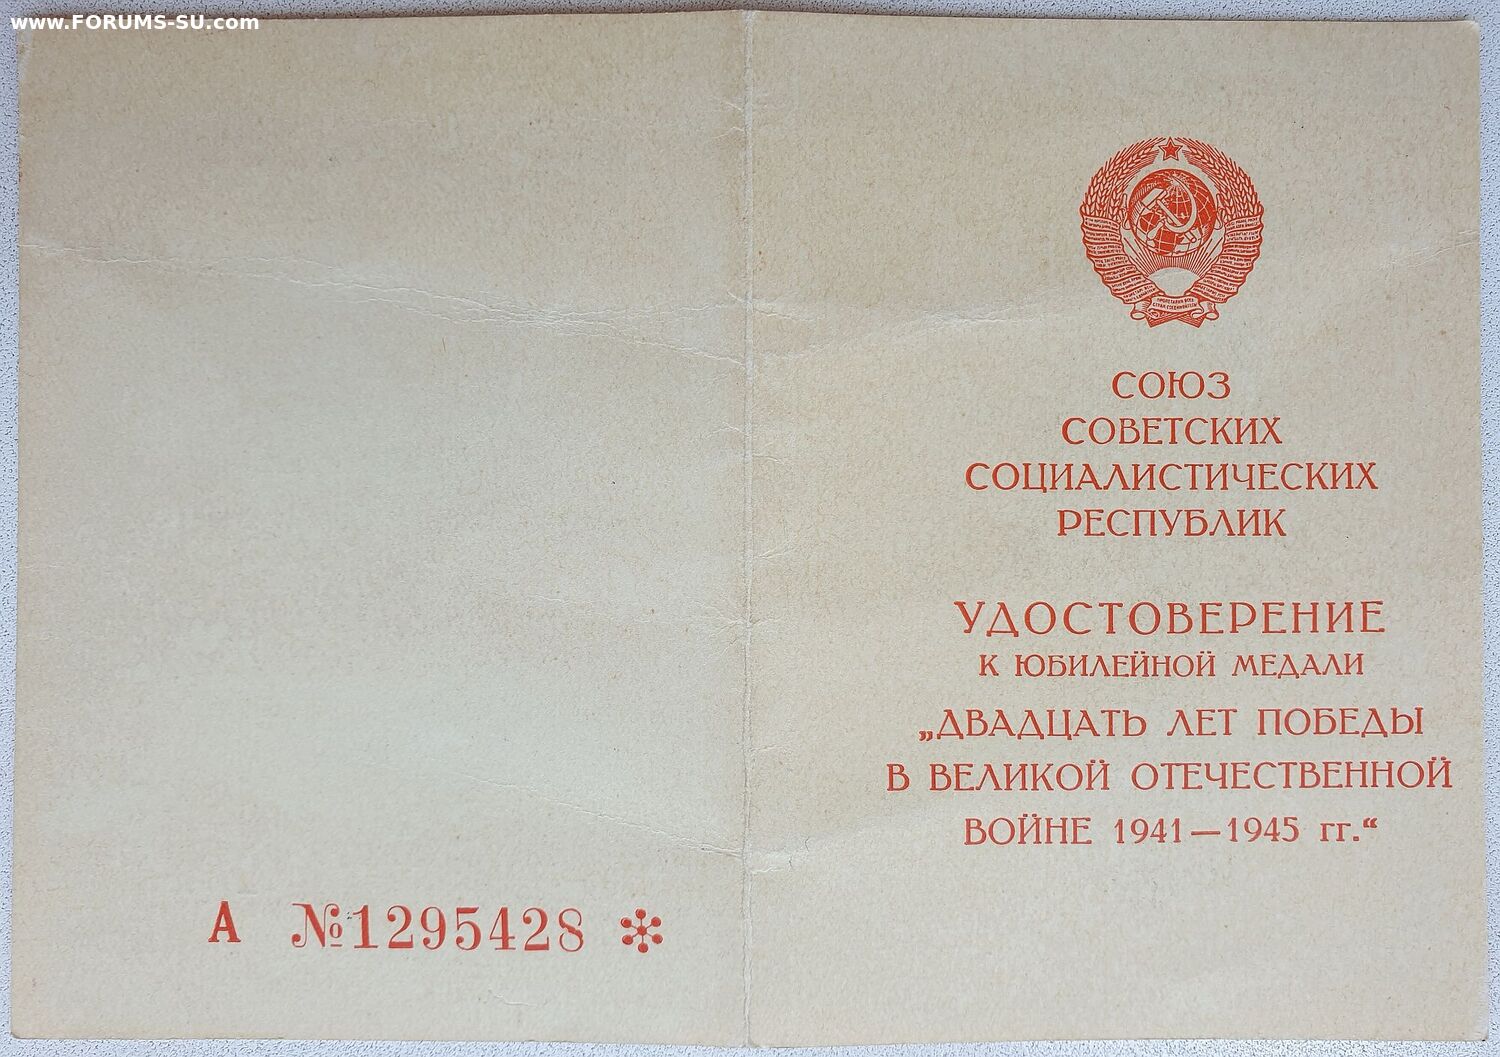 www.FORUMS-SU.com
СОЮЗ
СОВЕТСКИХ
СОЦИАЛИСТИЧЕСКИХ
РЕСПУБЛИК
УДОСТОВЕРЕНИЕ
К ЮБИЛЕЙНОЙ МЕДАЛИ
„ДВАДЦАТЬ ЛЕТ ПОБЕДЫ
В ВЕЛИКОЙ ОТЕЧЕСТВЕННОЙ
ВОЙНЕ 1941—1945 гг.“
А №1295428